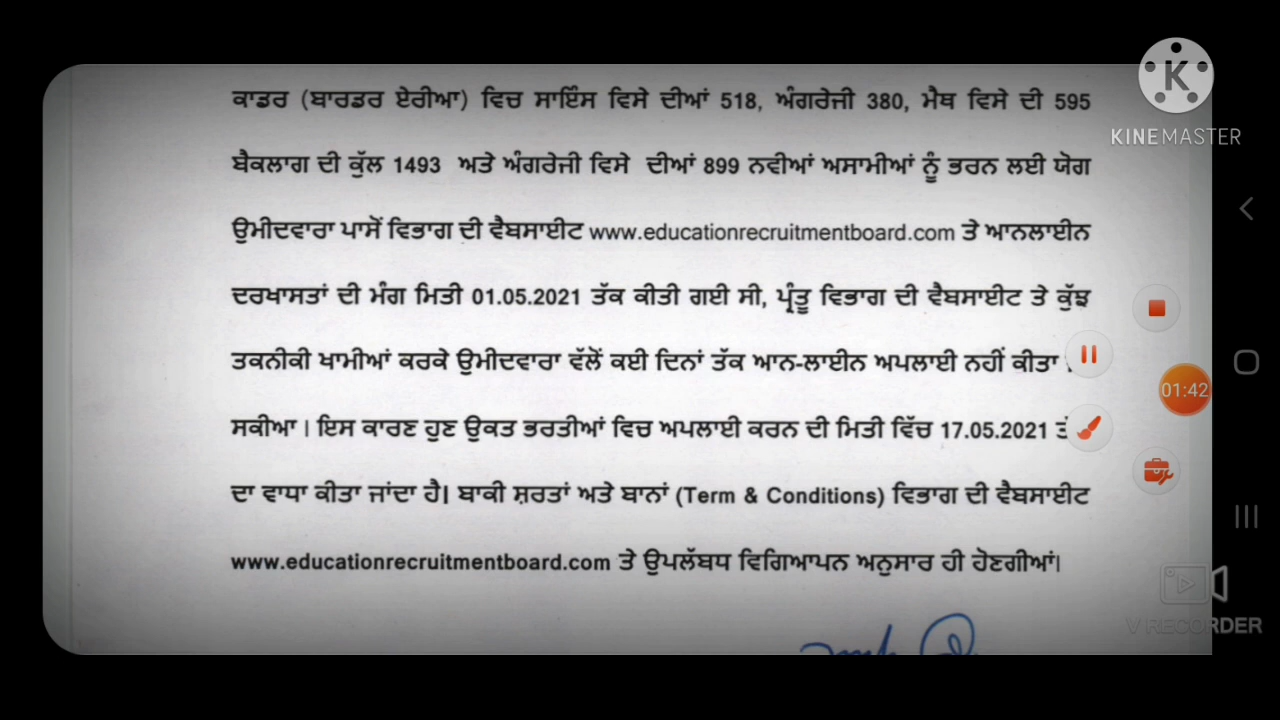 ਕਾਡਰ (ਬਾਰਡਰ ਏਰੀਆ) ਵਿਚ ਸਾਇੰਸ ਵਿਸੇ ਦੀਆਂ 518, ਅੰਗਰੇਜੀ 380, ਮੈਥ ਵਿਸੇ ਦੀ 595
ਬੈਕਲਾਗ ਦੀ ਕੁੱਲ 1493 ਅਤੇ ਅੰਗਰੇਜੀ ਵਿਸੇ ਦੀਆਂ 899 ਨਵੀਆਂ ਅਸਾਮੀਆਂ ਨੂੰ ਭਰਨ ਲਈ ਯੋਗ
ਉਮੀਦਵਾਰਾ ਪਾਸੋਂ ਵਿਭਾਗ ਦੀ ਵੈਬਸਾਈਟ www.educationrecruitmentboard.com ਤੇ ਆਨਲਾਈਨ
ਦਰਖਾਸਤਾਂ ਦੀ ਮੰਗ ਮਿਤੀ 01.05.2021 ਤੱਕ ਕੀਤੀ ਗਈ ਸੀ, ਪ੍ਰੰਤੂ ਵਿਭਾਗ ਦੀ ਵੈਬਸਾਈਟ ਤੇ ਕੁੱਝ
ਤਕਨੀਕੀ ਖਾਮੀਆਂ ਕਰਕੇ ਉਮੀਦਵਾਰਾ ਵੱਲੋਂ ਕਈ ਦਿਨਾਂ ਤੱਕ ਆਨ-ਲਾਈਨ ਅਪਲਾਈ ਨਹੀਂ ਕੀਤਾ
ਸਕੀਆ। ਇਸ ਕਾਰਣ ਹੁਣ ਉਕਤ ਭਰਤੀਆਂ ਵਿਚ ਅਪਲਾਈ ਕਰਨ ਦੀ ਮਿਤੀ ਵਿੱਚ 17.05.2021
ਦਾ ਵਾਧਾ ਕੀਤਾ ਜਾਂਦਾ ਹੈ। ਬਾਕੀ ਸ਼ਰਤਾਂ ਅਤੇ ਬਾਨਾਂ (Term & Conditions) ਵਿਭਾਗ ਦੀ ਵੈਬਸਾਈਟ
www.educationrecruitmentboard.com ਤੇ ਉਪਲੱਬਧ ਵਿਗਿਆਪਨ ਅਨੁਸਾਰ ਹੀ ਹੋਣਗੀਆਂ।
K
KINEMASTER
01:42
V RECORDER